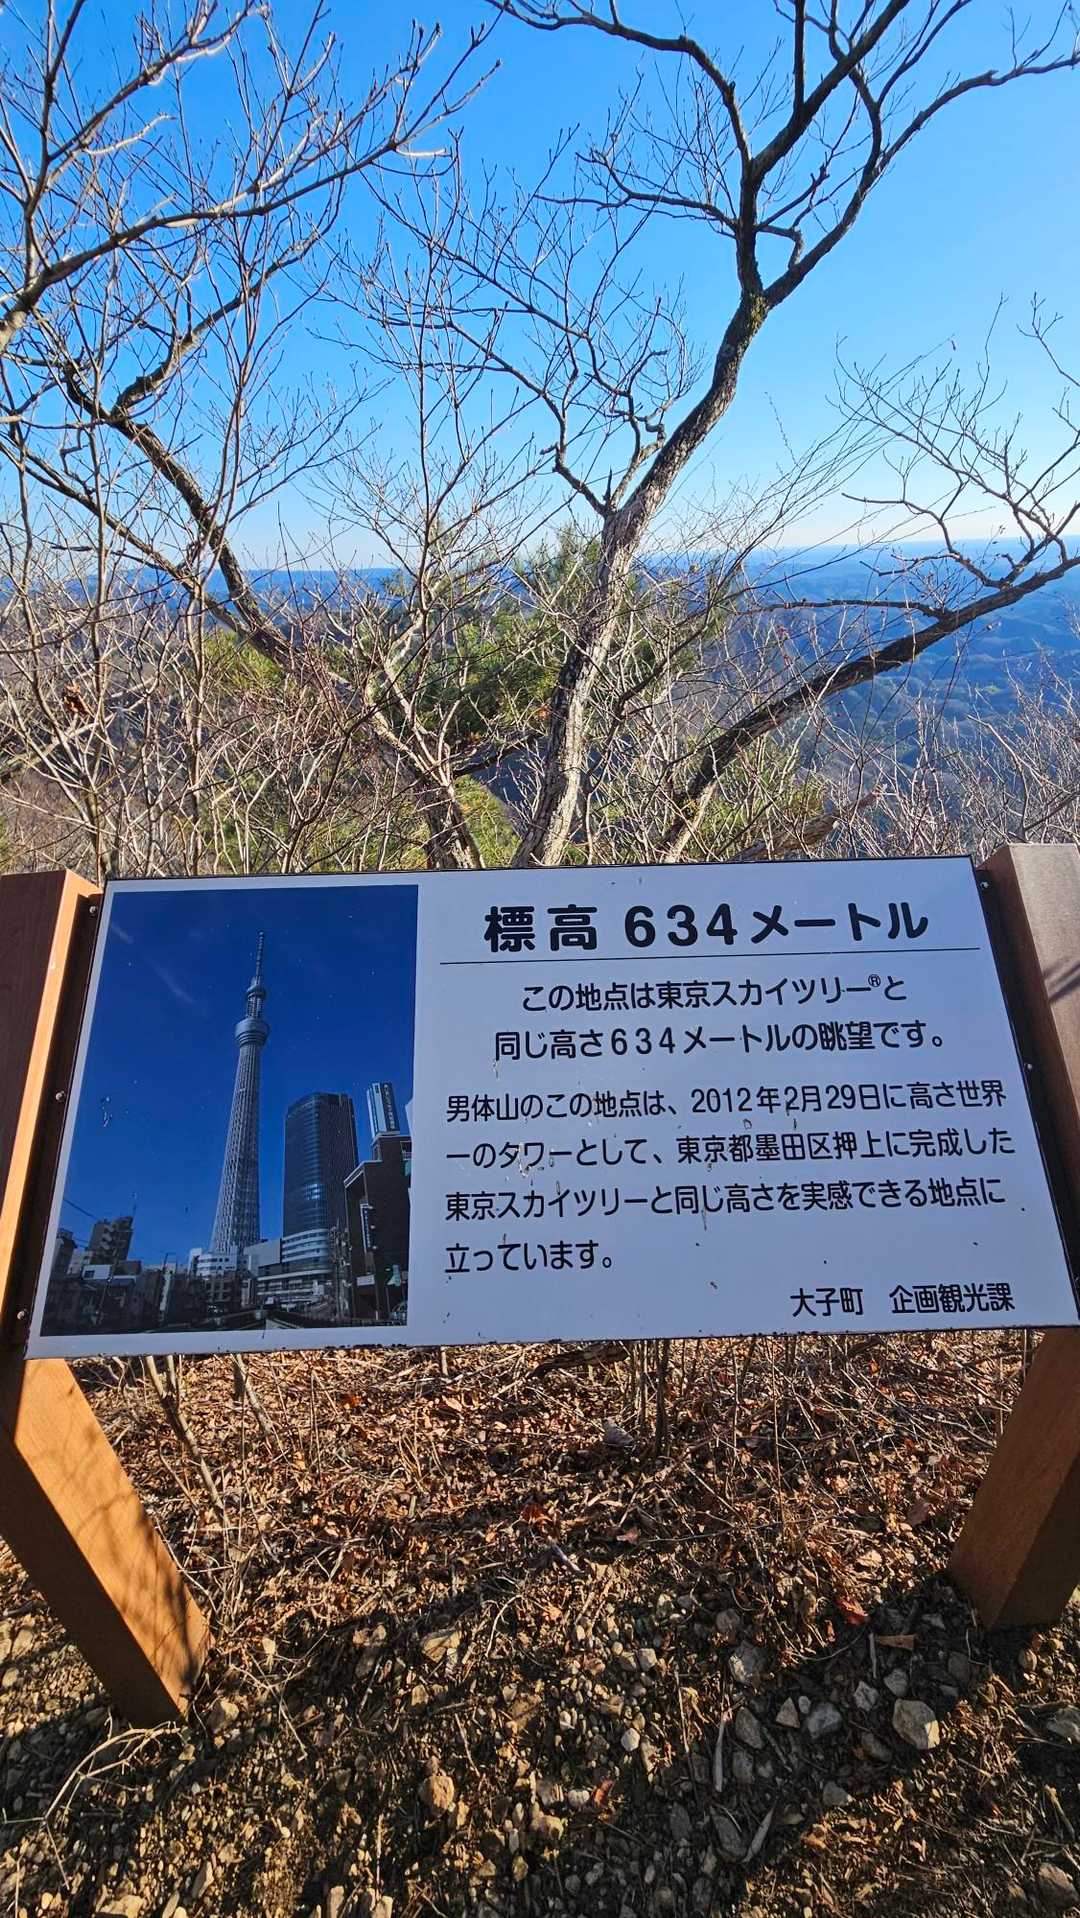 標高 634メートル
この地点は東京スカイツリー®と
同じ高さ634メートルの眺望です。
男体山のこの地点は、2012年2月29日に高さ世界
一のタワーとして、東京都墨田区押上に完成した
東京スカイツリーと同じ高さを実感できる地点に
立っています。
大子町 企画観光課